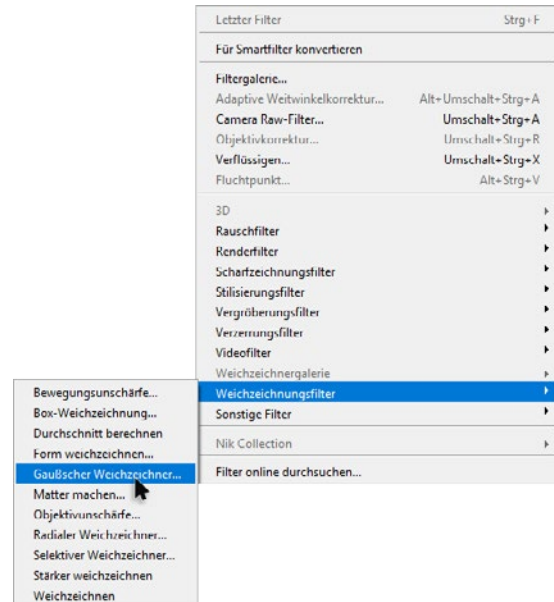 Letzter Filter Strg+F
Für Smartfilter konvertieren
Filtergalerie...
Adaptive Weitwinkelkorrektur... Alt+Umschalt+Strg+A
Camera Raw-Filter... Umschalt+Strg+A
Objektivkorrektur... Umschalt+Strg+R
Verflüssigen... Umschalt+Strg+X
Fluchtpunkt... Alt+Strg+V
3D
Rauschfilter
Renderfilter
Scharfzeichnungsfilter
Stilisierungsfilter
Vergröberungsfilter
Verzerrungsfilter
Videofilter
Weichzeichnergalerie
Weichzeichnungsfilter
Sonstige Filter
Nik Collection
Filter online durchsuchen...
Bewegungsunschärfe...
Box-Weichzeichnung...
Durchschnitt berechnen
Form weichzeichnen...
Gaußscher Weichzeichner...
Matter machen...
Objektivunschärfe...
Radialer Weichzeichner...
Selektiver Weichzeichner...
Stärker weichzeichnen
Weichzeichnen